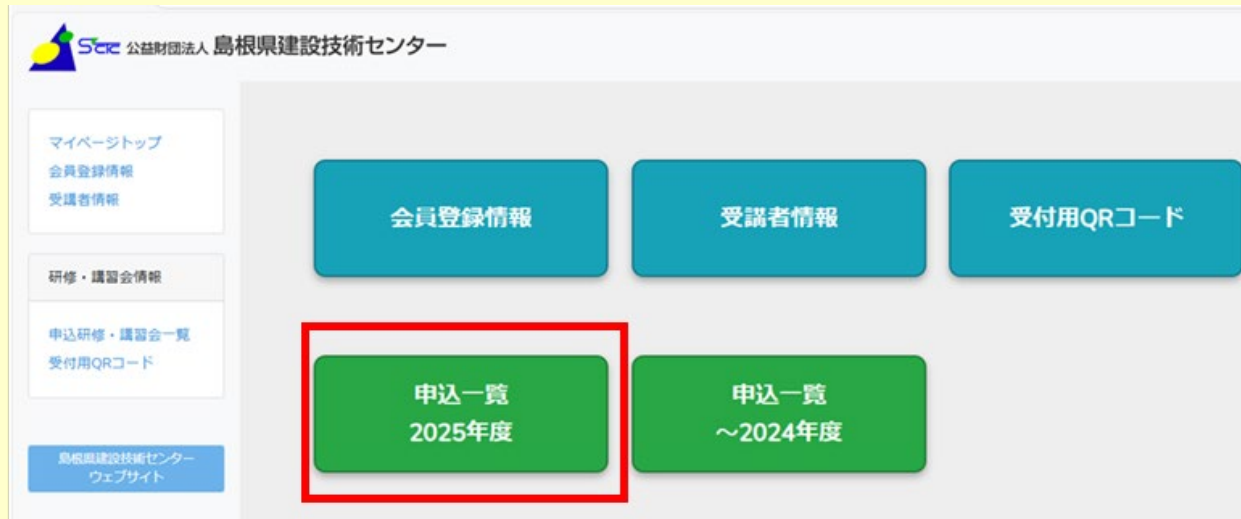 SCTC 公益財団法人 島根県建設技術センター
マイページトップ
会員登録情報
受講者情報
研修・講習会情報
申込研修・講習会一覧
受付用QRコード
島根県建設技術センター
ウェブサイト
会員登録情報
受講者情報
受付用QRコード
申込一覧
2025年度
申込一覧
～2024年度